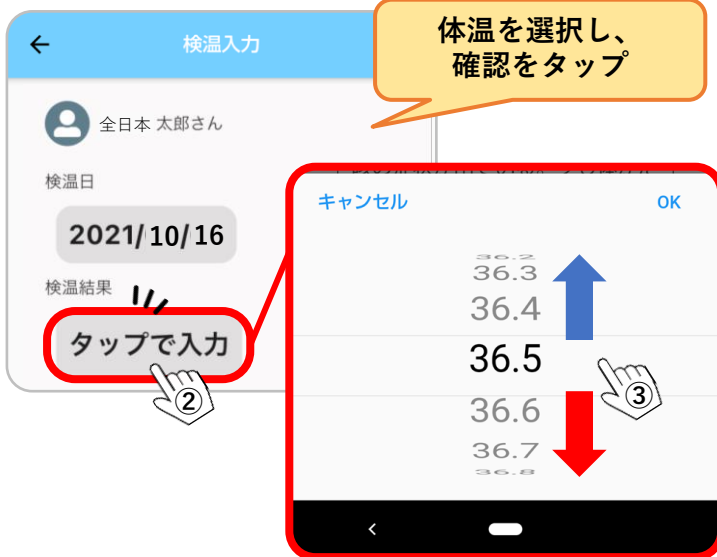 検温入力
体温を選択し、
確認をタップ
全日本 太郎さん
検温日
2021/10/16
検温結果
タップで入力
②
キャンセル
OK
36.2
36.3
36.4
36.5
③
36.6
36.7
36.8